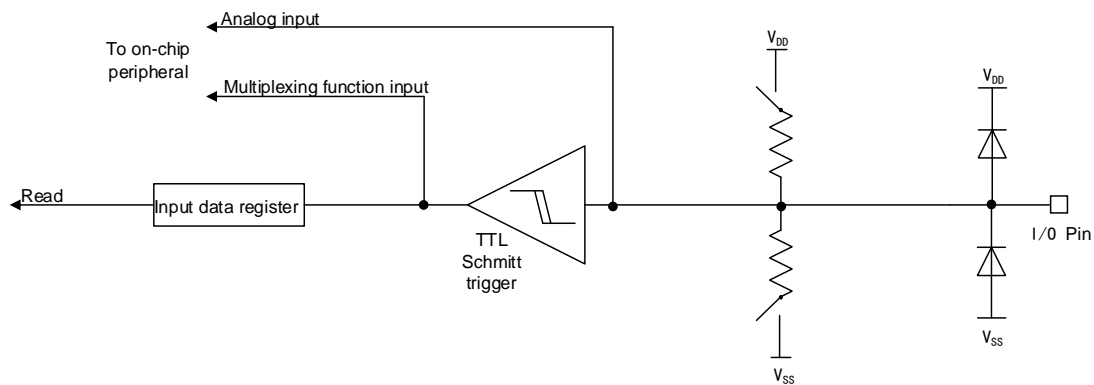 Analog input
To on-chip
peripheral
Multiplexing function input
Read
Input data register
TTL
Schmitt
trigger
VDD
VSS
VDD
VSS
I/O Pin